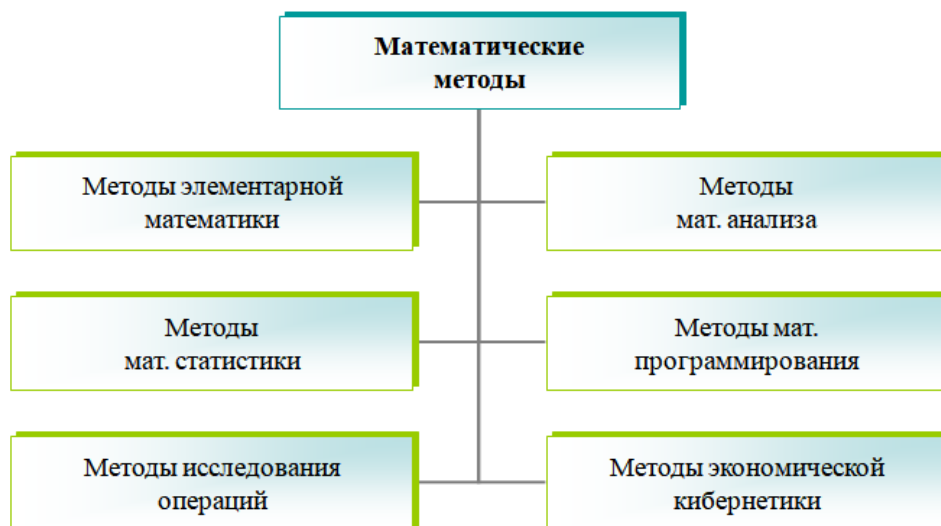 Математические
методы
Методы элементарной
математики
Методы
мат. анализа
Методы
мат. статистики
Методы мат.
программирования
Методы исследования
операций
Методы экономической
кибернетики